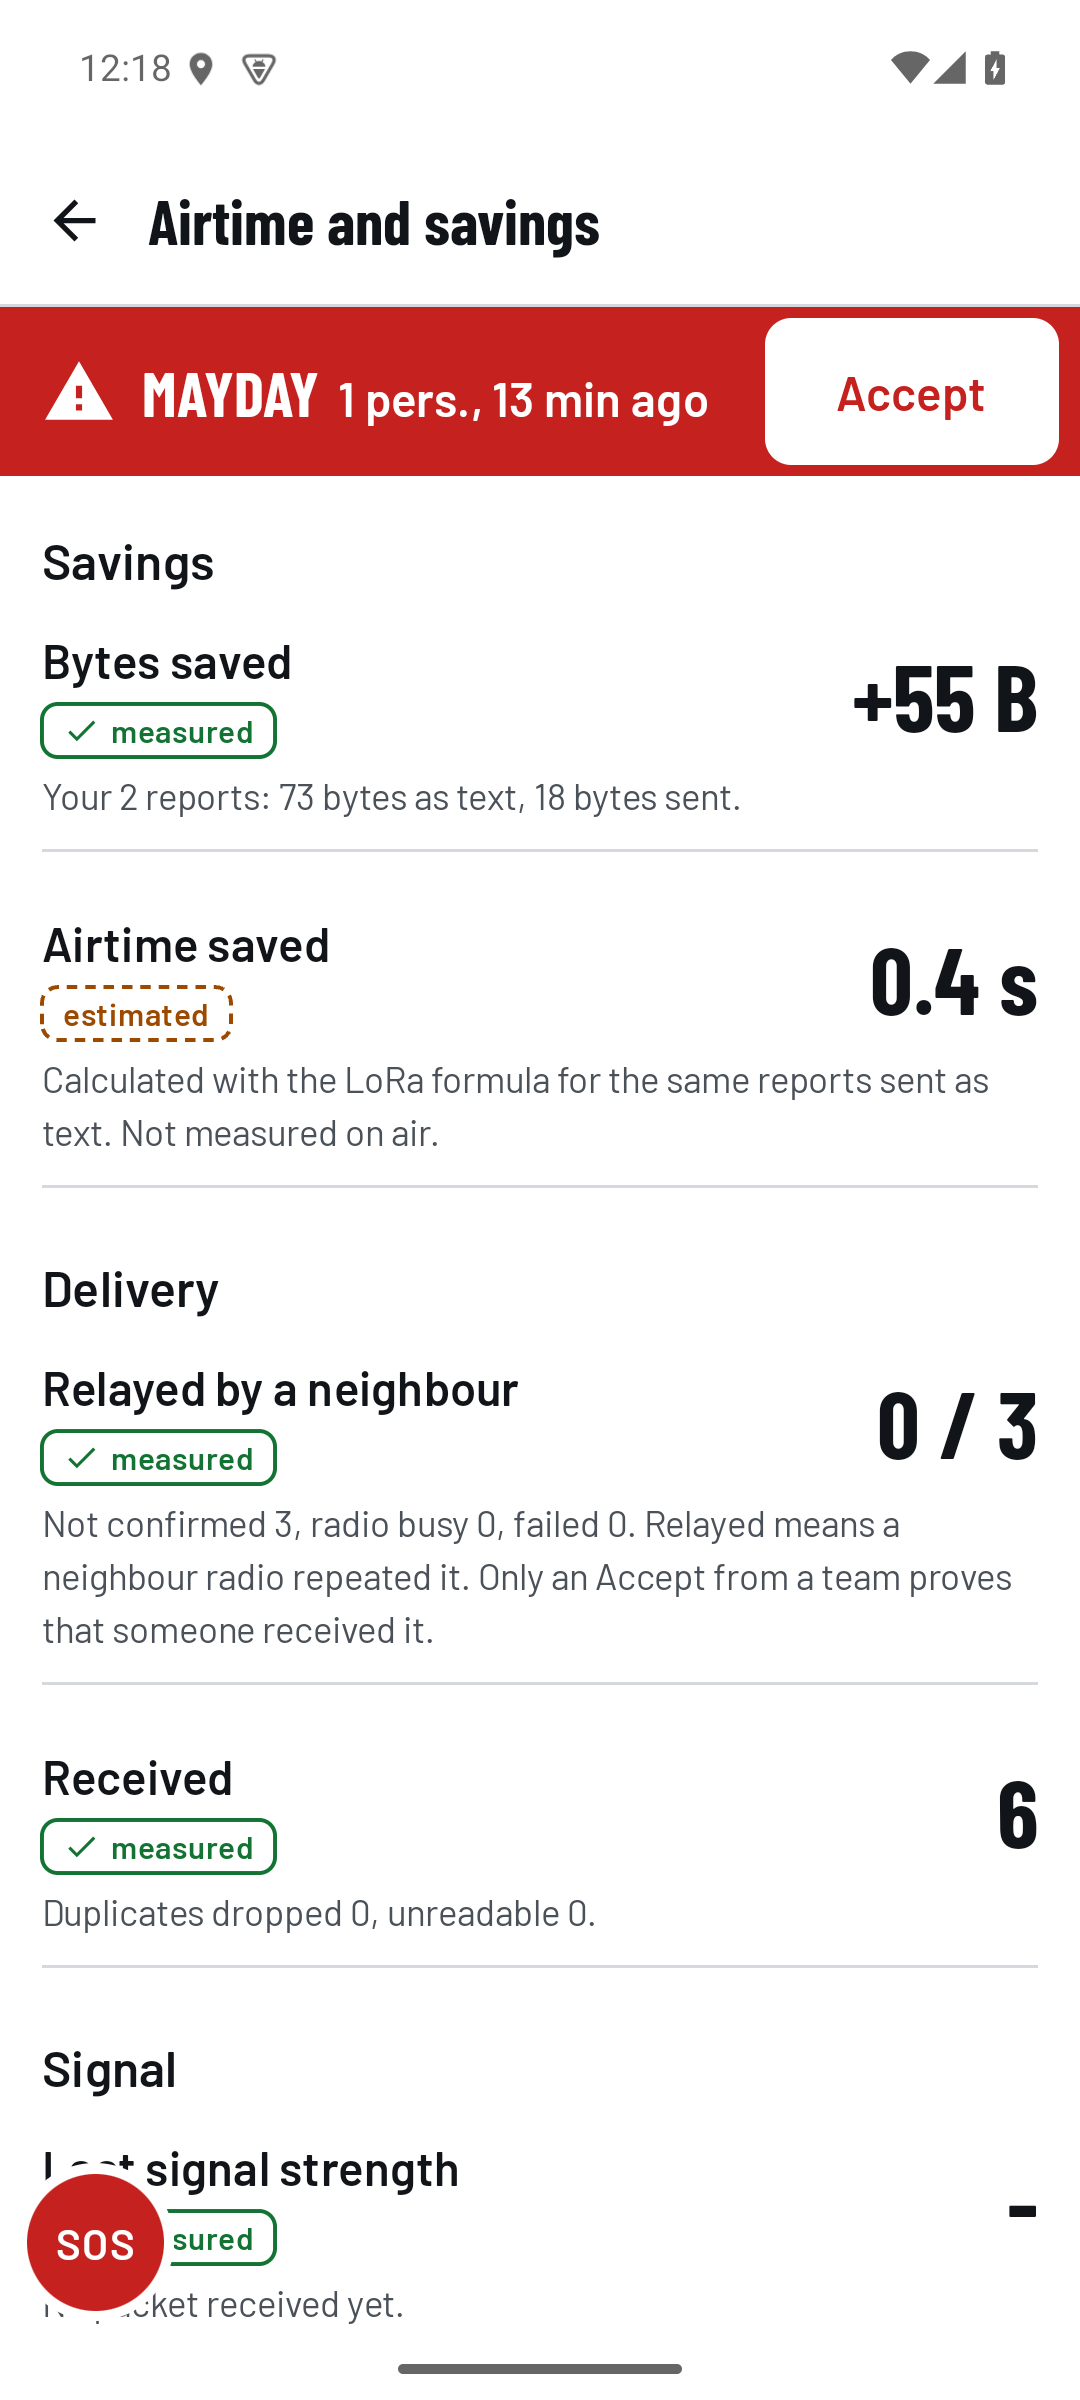 12:18
Airtime and savings
MAYDAY 1 pers., 13 min ago
Accept
Savings
Bytes saved
+55 B
measured
Your 2 reports: 73 bytes as text, 18 bytes sent.
Airtime saved
0.4 s
estimated
Calculated with the LoRa formula for the same reports sent as
text. Not measured on air.
Delivery
Relayed by a neighbour
0 / 3
measured
Not confirmed 3, radio busy 0, failed 0. Relayed means a
neighbour radio repeated it. Only an Accept from a team proves
that someone received it.
Received
6
measured
Duplicates dropped 0, unreadable 0.
Signal
signal strength
-
SOS
received yet.